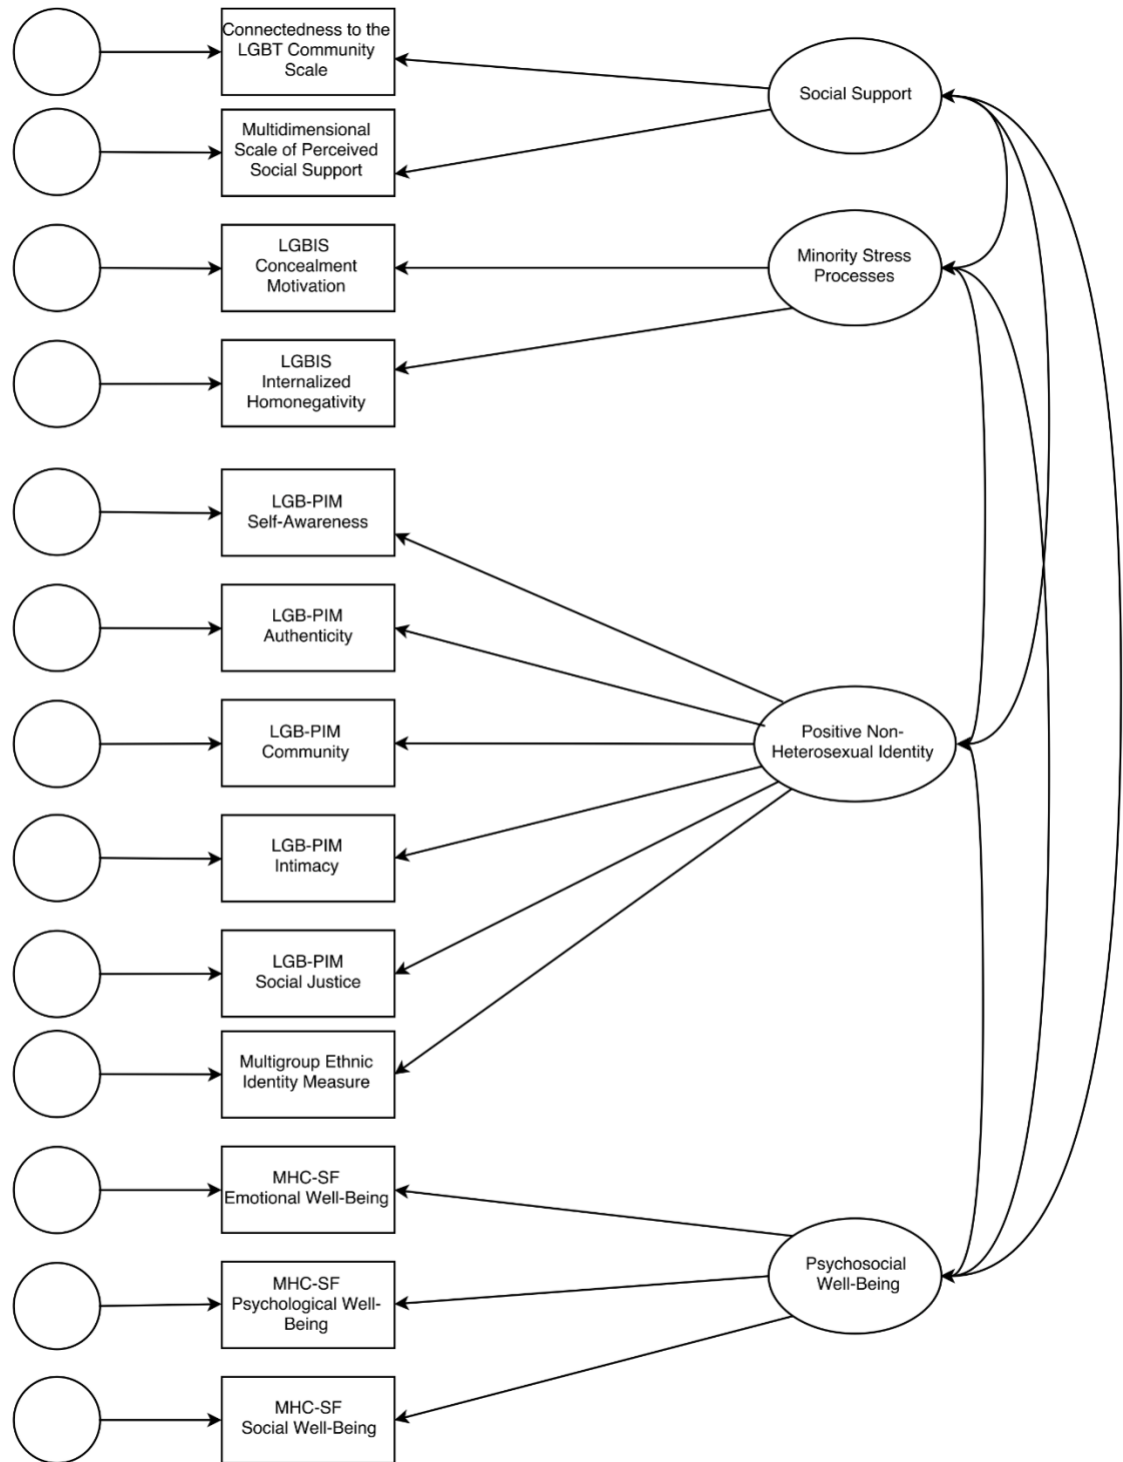 Connectedness to the
LGBT Community
Scale
Social Support
Multidimensional
Scale of Perceived
Social Support
LGBIS
Concealment
Motivation
Minority Stress
Processes
LGBIS
Internalized
Homonegativity
LGB-PIM
Self-Awareness
LGB-PIM
Authenticity
LGB-PIM
Community
Positive Non-
Heterosexual Identity
LGB-PIM
Intimacy
LGB-PIM
Social Justice
Multigroup Ethnic
Identity Measure
MHC-SF
Emotional Well-Being
MHC-SF
Psychological Well-
Being
Psychosocial
Well-Being
MHC-SF
Social Well-Being